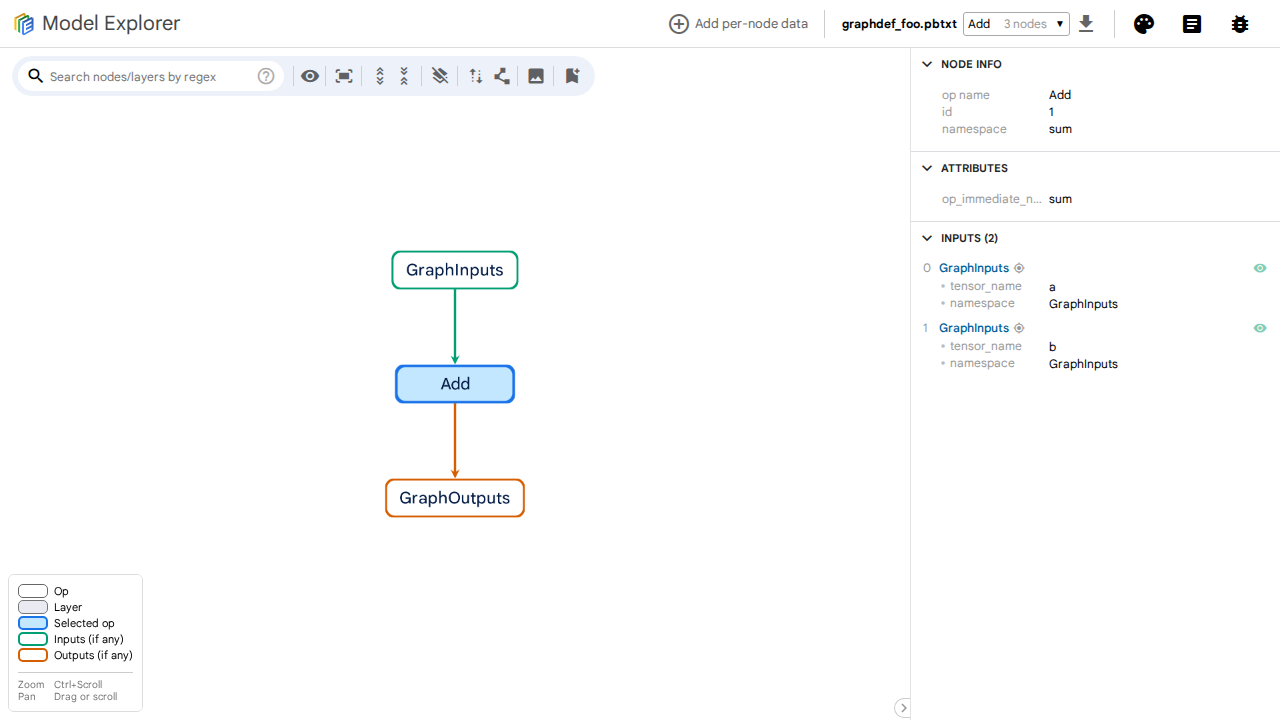 Model Explorer
Add per-node data
graphdef_foo.pbtxt
Add 3 nodes
Search nodes/layers by regex
GraphInputs
Add
GraphOutputs
Op
Layer
Selected op
Inputs (if any)
Outputs (if any)
Zoom Ctrl+Scroll
Pan Drag or scroll
NODE INFO
op name Add
id 1
namespace sum
ATTRIBUTES
op_immediate_n... sum
INPUTS (2)
0 GraphInputs
tensor_name a
namespace GraphInputs
1 GraphInputs
tensor_name b
namespace GraphInputs